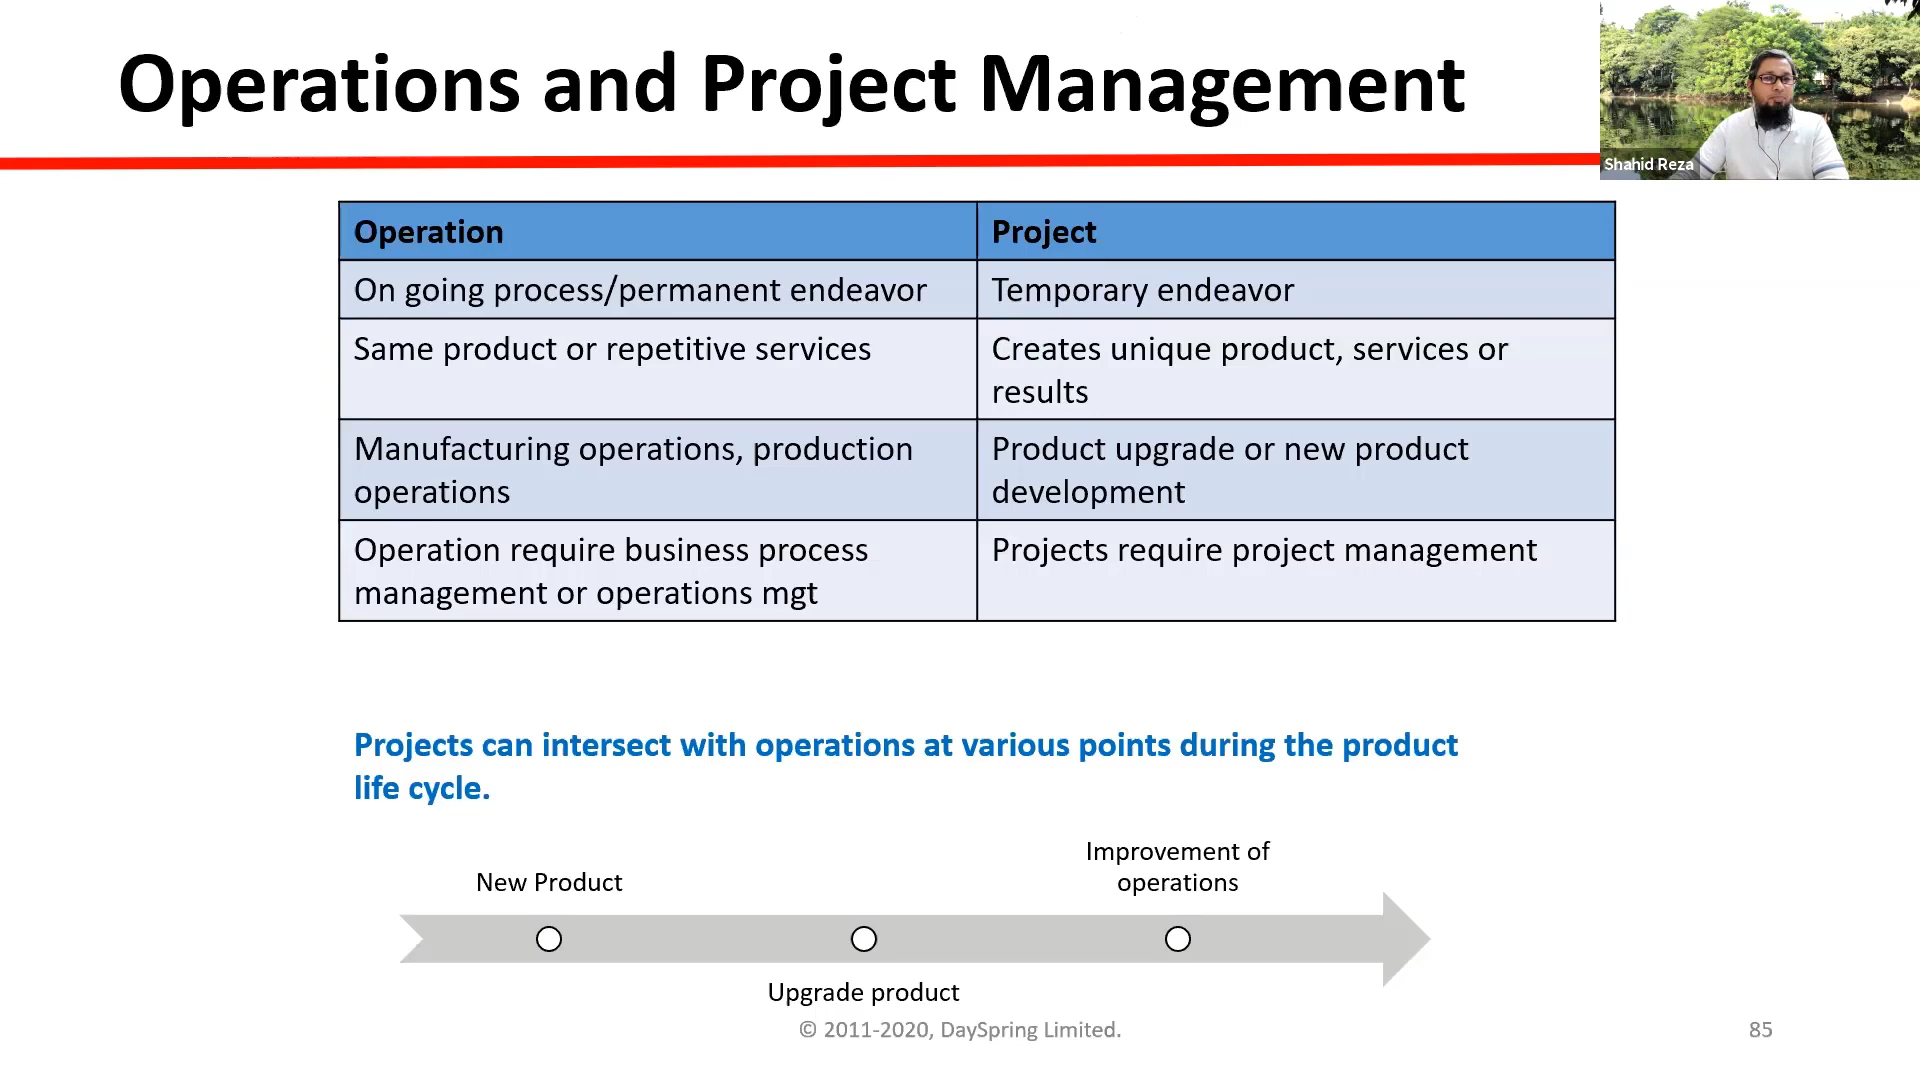 Operations and Project Management
Shahid Reza
Operation
Project
On going process/permanent endeavor
Temporary endeavor
Same product or repetitive services
Creates unique product, services or
results
Manufacturing operations, production
operations
Product upgrade or new product
development
Operation require business process
management or operations mgt
Projects require project management
Projects can intersect with operations at various points during the product
life cycle.
New Product
Improvement of
operations
Upgrade product
© 2011-2020, DaySpring Limited.
85